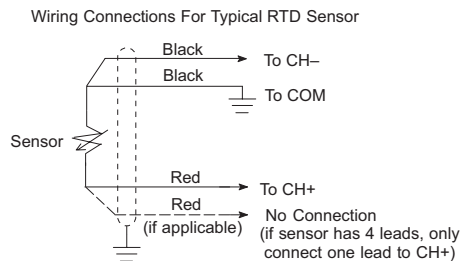 Wiring Connections For Typical RTD Sensor
Black
To CH–
Black
To COM
Sensor
Red
To CH+
Red
(if applicable)
No Connection
(if sensor has 4 leads, only
connect one lead to CH+)